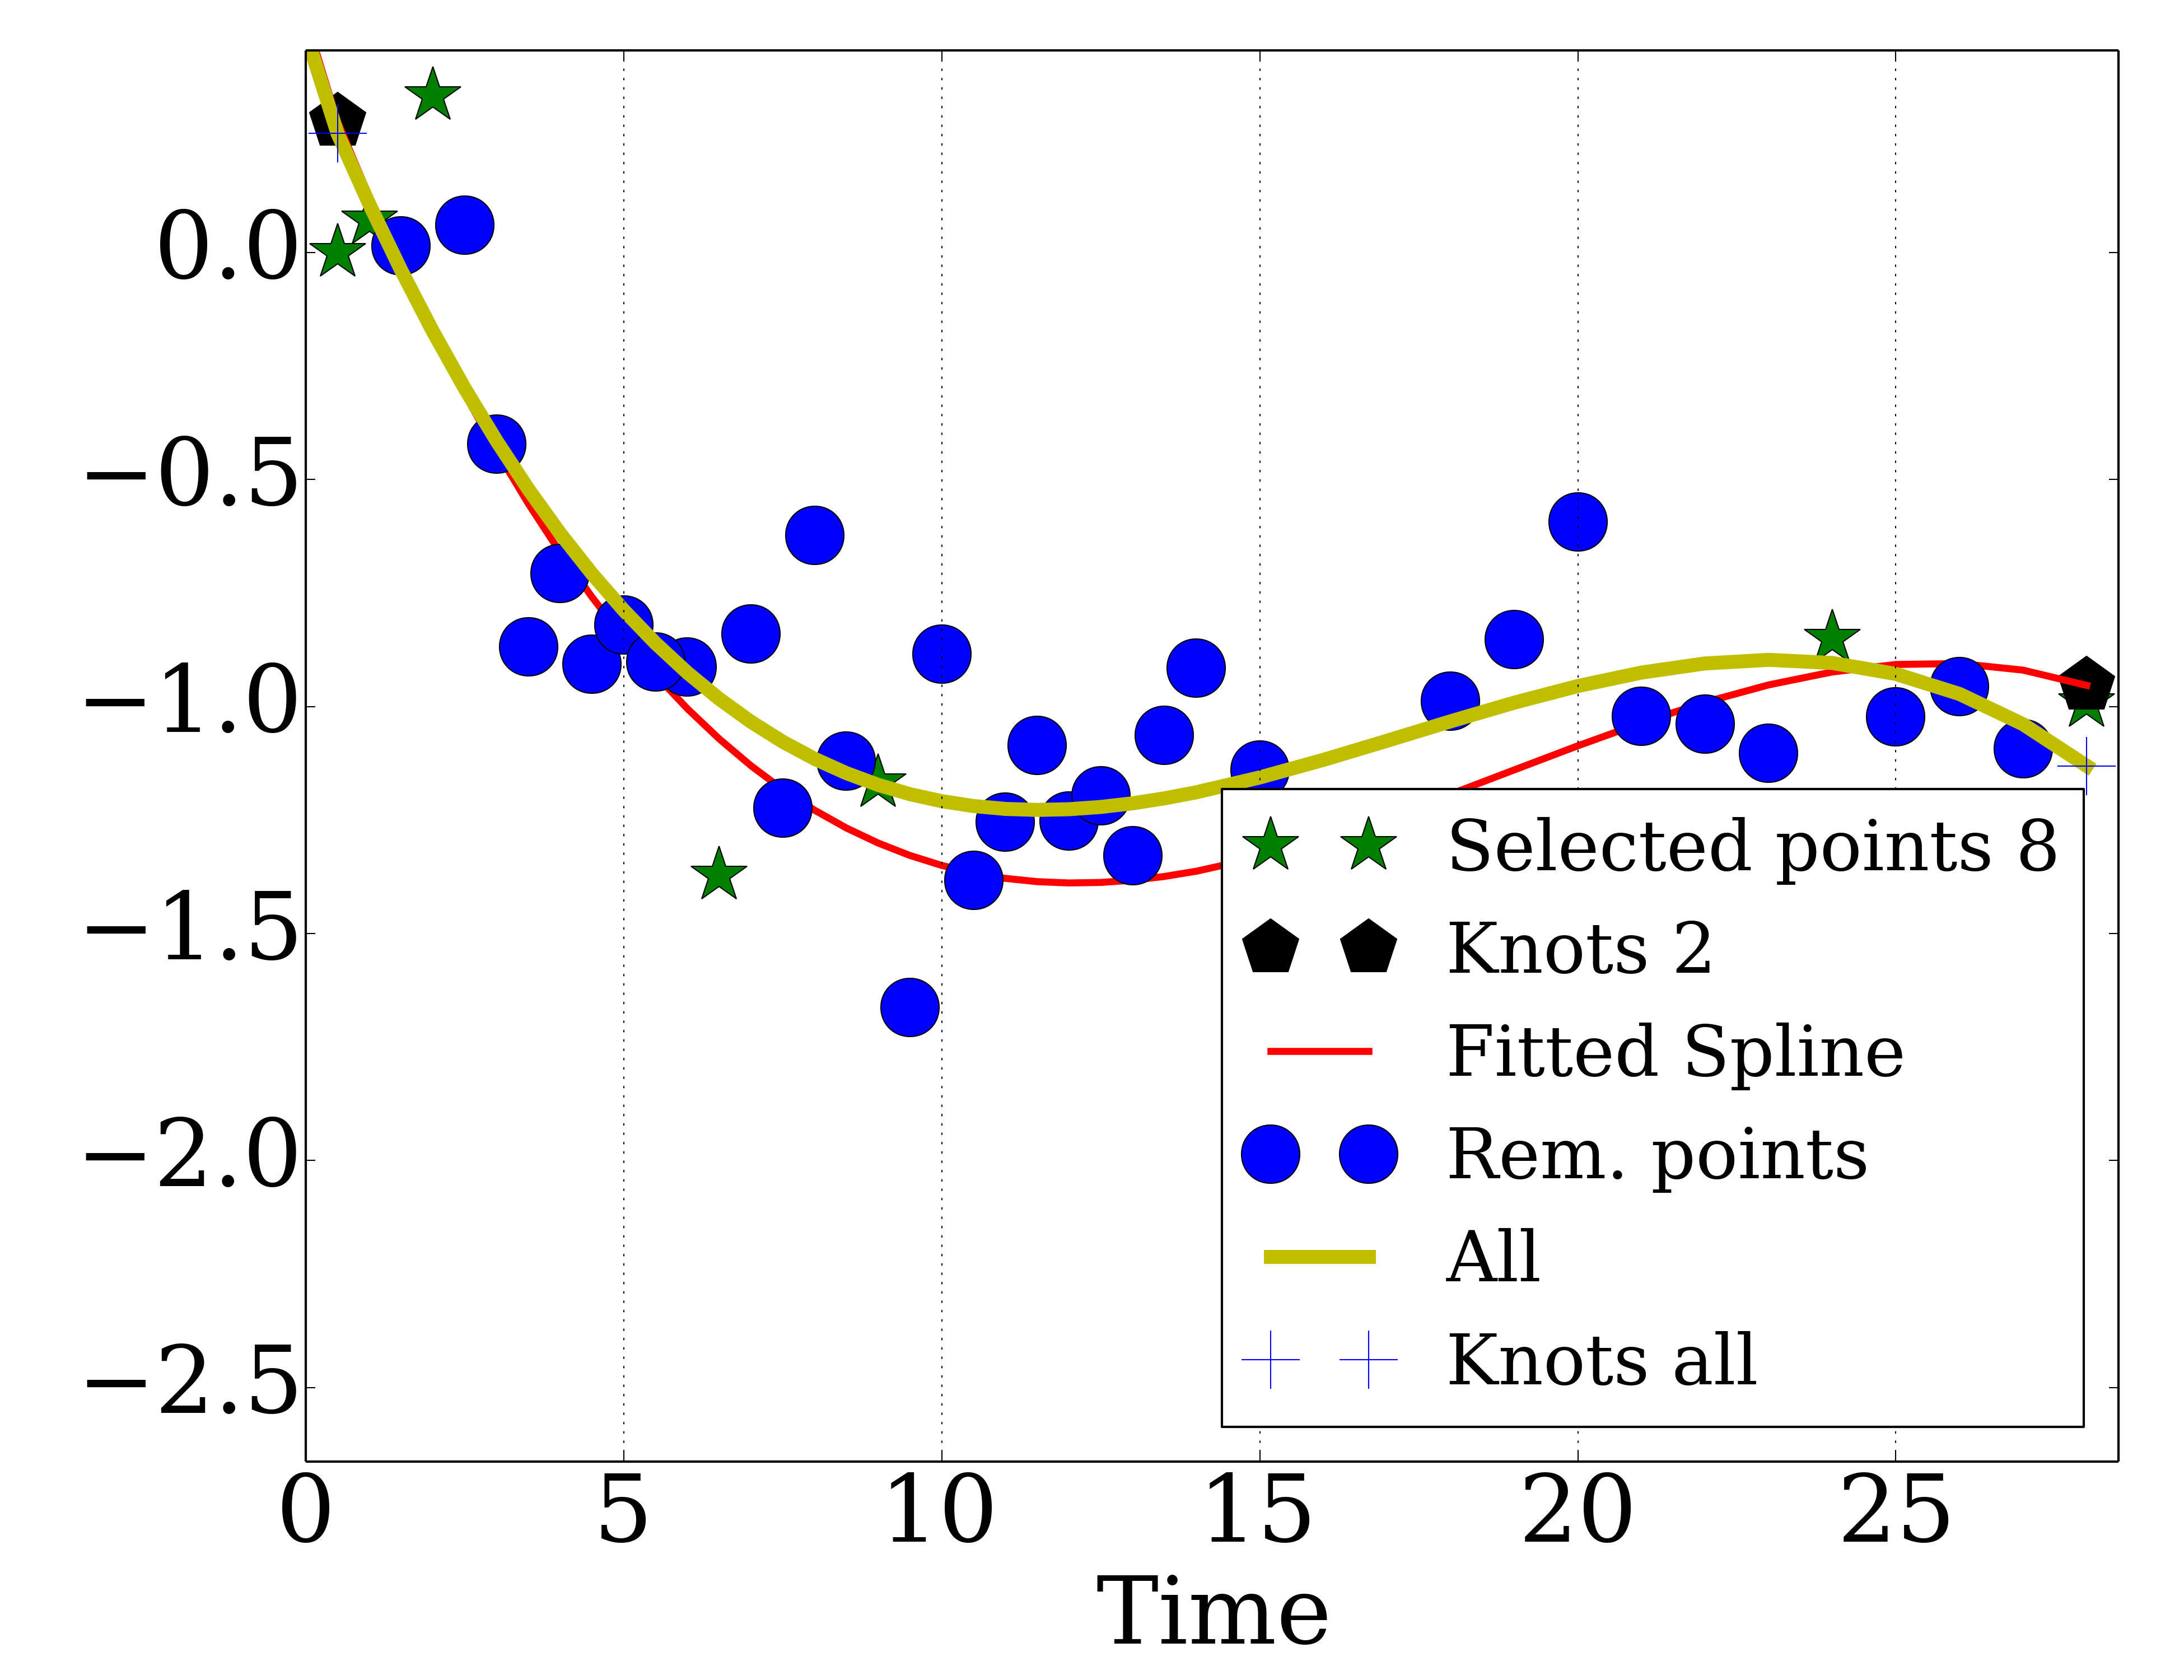 0.0
−0.5
−1.0
−1.5
−2.0
−2.5
Selected points 8
Knots 2
Fitted Spline
Rem. points
All
Knots all
0 5 10 15 20 25
Time